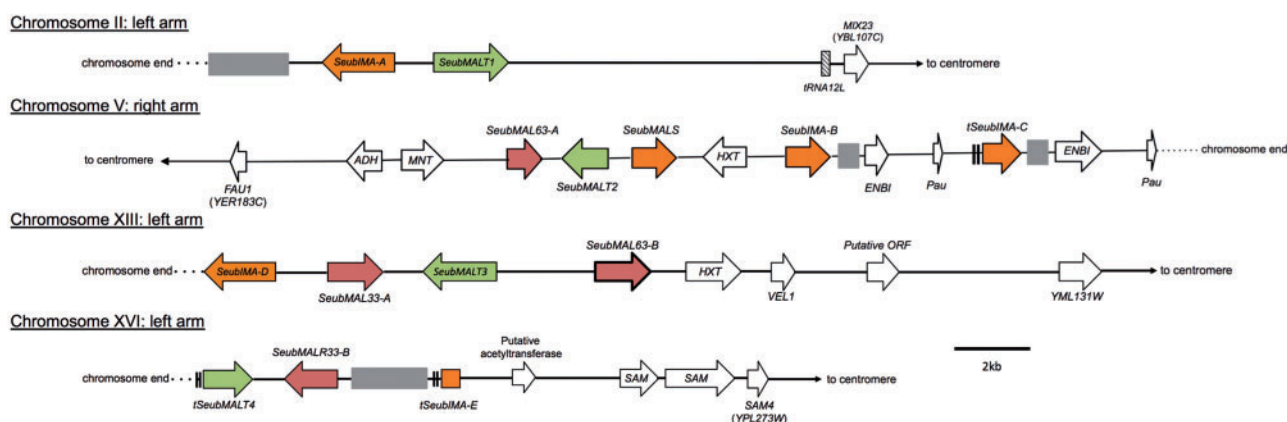 Chromosome II: left arm
MIX23
(YBL107C)
chromosome end
SeubIMA-A
SeubMALT1
to centromere
tRNA12L
Chromosome V: right arm
SeubMAL63-A
SeubMALS
SeubIMA-B
tSeubIMA-C
to centromere
ADH
MNT
HXT
ENBI
chromosome end
FAU1
(YER183C)
SeubMALT2
ENBI
Pau
Pau
Chromosome XIII: left arm
SeubMAL63-B
Putative ORF
chromosome end
SeubIMA-D
SeubMALT3
HXT
to centromere
SeubMAL33-A
VEL1
YML131W
Chromosome XVI: left arm
SeubMALR33-B
Putative
acetyltransferase
2kb
chromosome end
SAM
SAM
to centromere
tSeubMALT4
tSeubIMA-E
SAM4
(YPL273W)